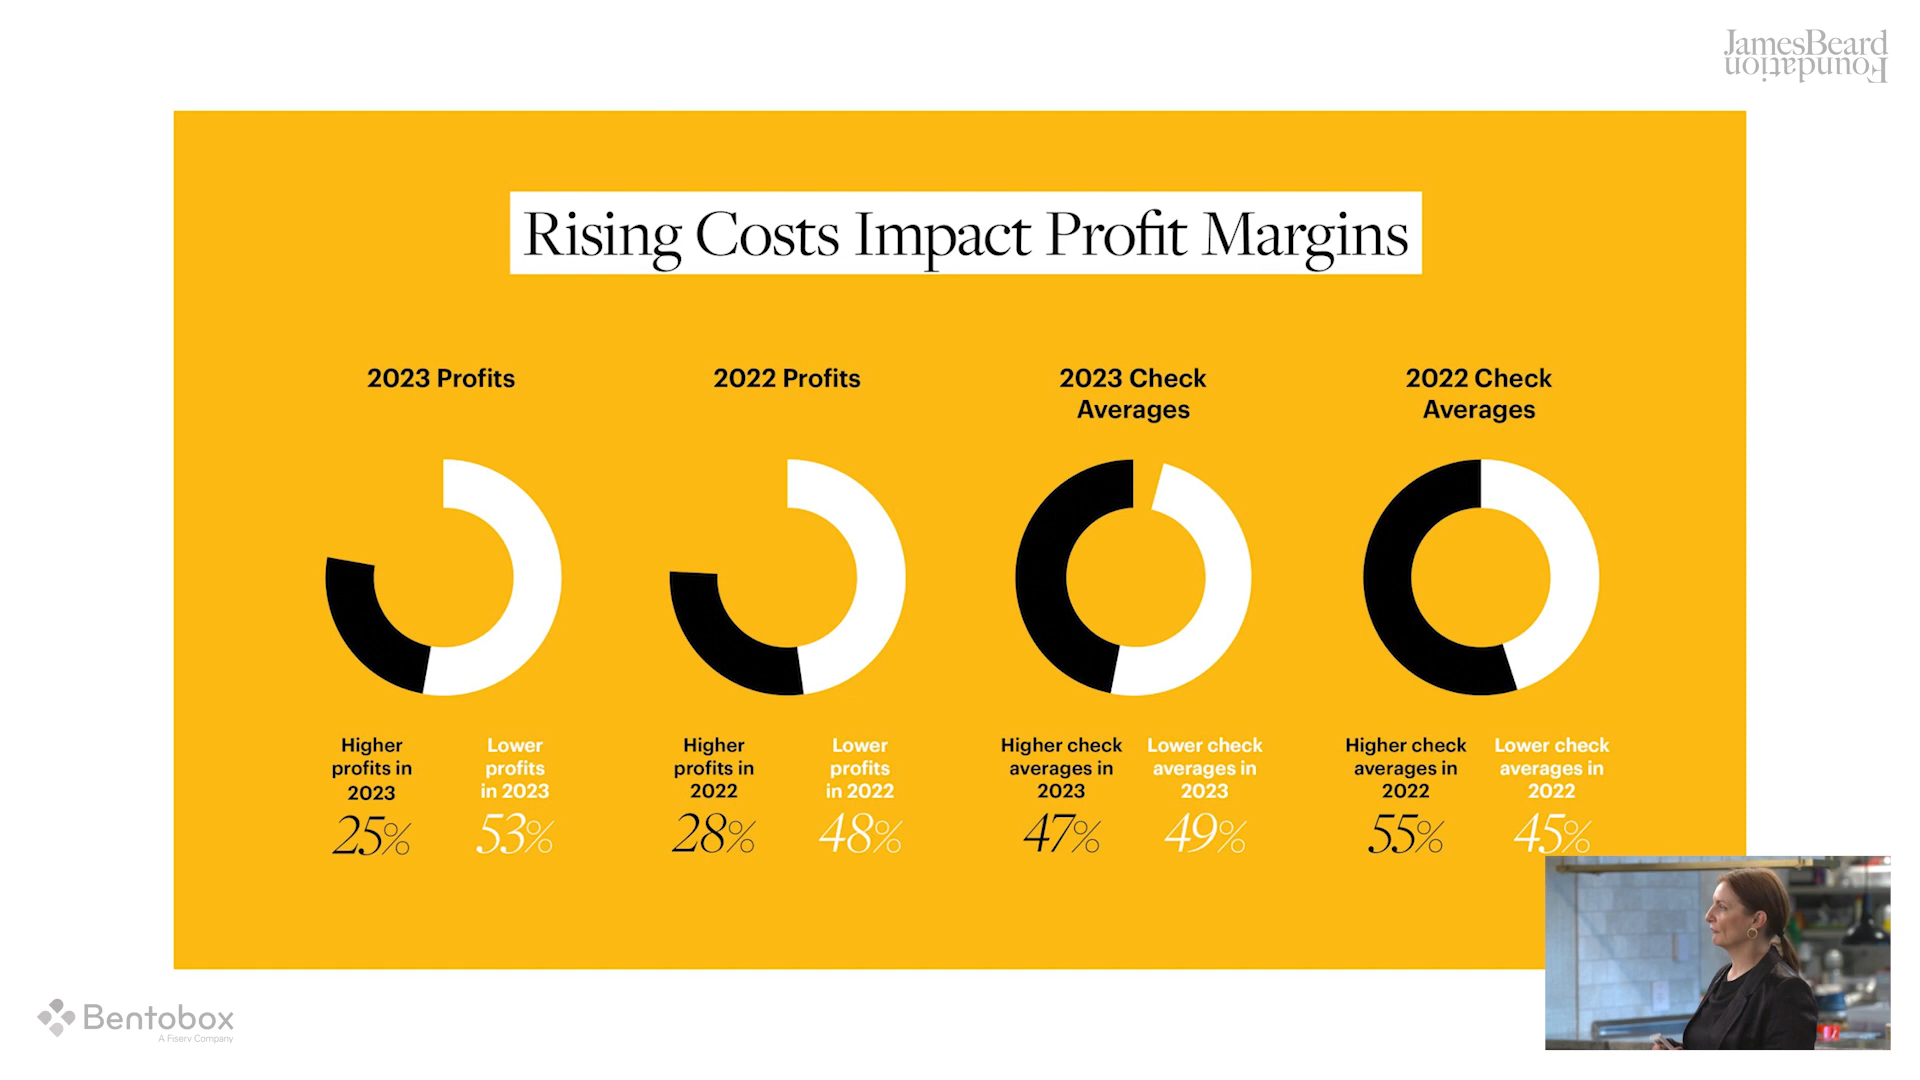 JamesBeard
Foundation
Rising Costs Impact Profit Margins
2023 Profits
2022 Profits
2023 Check
Averages
2022 Check
Averages
Higher
profits in
2023
25%
Lower
profits
in 2023
53%
Higher
profits in
2022
28%
Lower
profits
in 2022
48%
Higher check
averages in
2023
47%
Lower check
averages in
2023
49%
Higher check
averages in
2022
55%
Lower check
averages in
2022
45%
Bentobox
A Fiserv Company